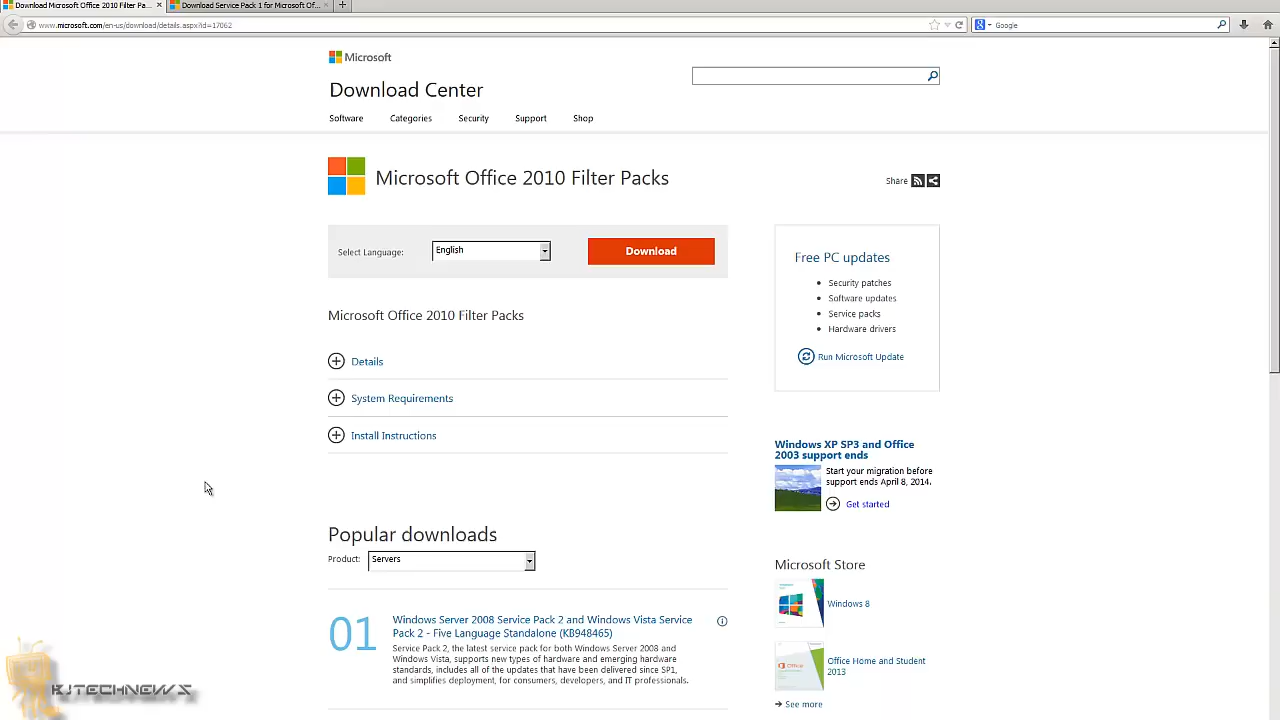 Download Microsoft Office 2010 Filter Pa...
Download Service Pack 1 for Microsoft Of...
www.microsoft.com/en-us/download/details.aspx?id=17062
Google
Microsoft
Download Center
Software Categories Security Support Shop
Microsoft Office 2010 Filter Packs
Share
Select Language: English Download
Microsoft Office 2010 Filter Packs
Details
System Requirements
Install Instructions
Free PC updates
Security patches
Software updates
Service packs
Hardware drivers
Run Microsoft Update
Windows XP SP3 and Office
2003 support ends
Start your migration before
support ends April 8, 2014.
Get started
Popular downloads
Product: Servers
01
Windows Server 2008 Service Pack 2 and Windows Vista Service
Pack 2 - Five Language Standalone (KB948465)
Service Pack 2, the latest service pack for both Windows Server 2008 and
Windows Vista, supports new types of hardware and emerging hardware
standards, includes all of the updates that have been delivered since SP1,
and simplifies deployment, for consumers, developers, and IT professionals.
Microsoft Store
Windows 8
Office
Office Home and Student
2013
See more
KJTECHNEWS